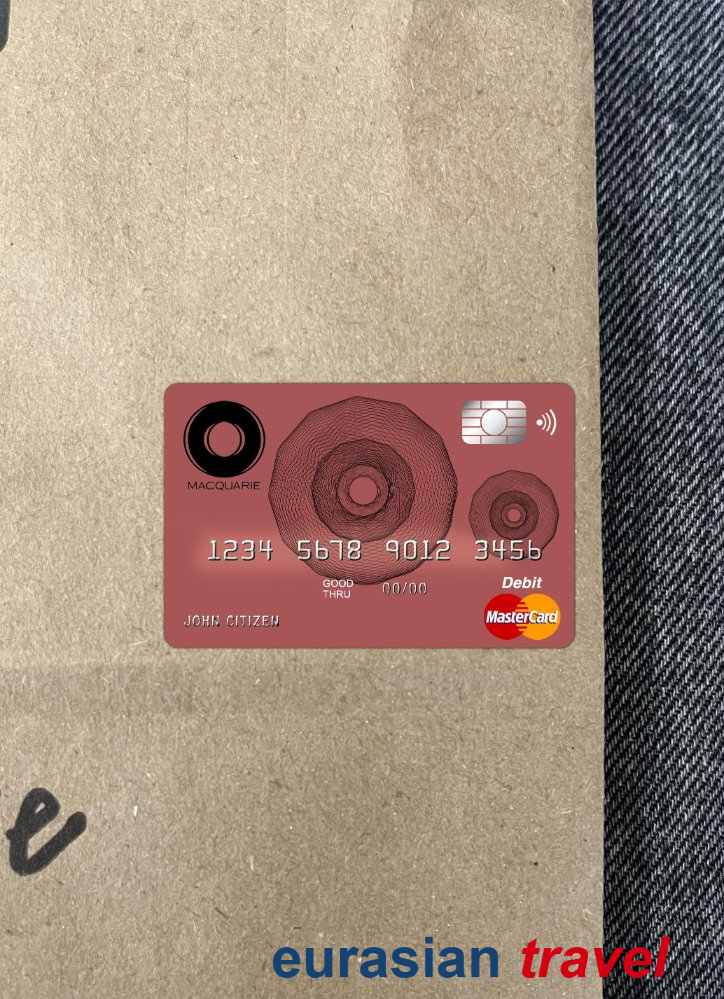 MACQUARIE
1234 5678 9012 3456
GOOD
THRU
00/00
Debit
JOHN CITIZEN
MasterCard
e
eurasian travel